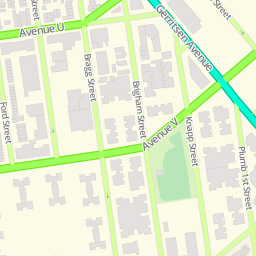 Street
Gerritsen Avenue
Street
Avenue U
Bragg Street
Brigham Street
Ford Street
Knapp Street
Avenue V
Plumb 1st Street